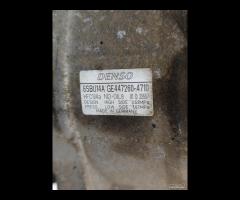 DENSO
6SBU14A GE447260-4710
HFC134a ND-OIL8
DESIGN HIGH SIDE
PRESS. LOW SIDE
MADE IN GERMANY